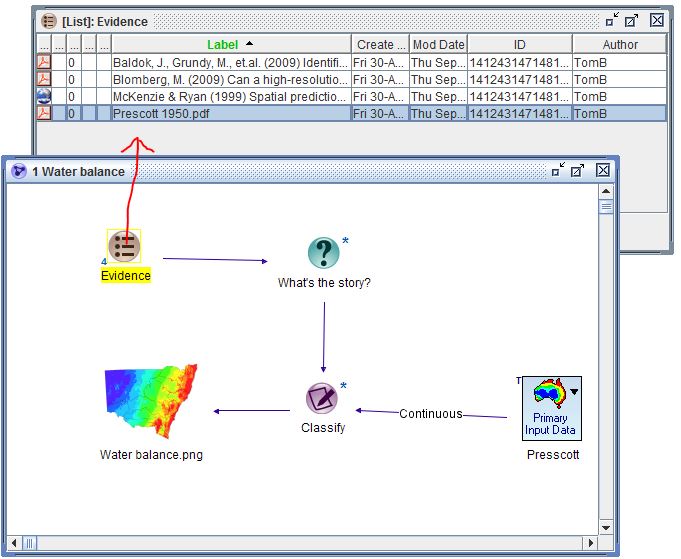 [List]: Evidence
... ... ... ... ... Label Create ... Mod Date ID Author
0 Baldok, J., Grundy, M., et.al. (2009) Identifi... Fri 30-A... Thu Sep... 1412431471481... TomB
0 Blomberg, M. (2009) Can a high-resolutio... Fri 30-A... Thu Sep... 1412431471481... TomB
0 McKenzie & Ryan (1999) Spatial predictio... Fri 30-A... Thu Sep... 1412431471481... TomB
0 Prescott 1950.pdf Fri 30-A... Thu Sep... 1412431471481... TomB
1 Water balance
4
Evidence
*
What's the story?
*
Classify
Continuous
T
Primary
Input Data
Presscott
Water balance.png